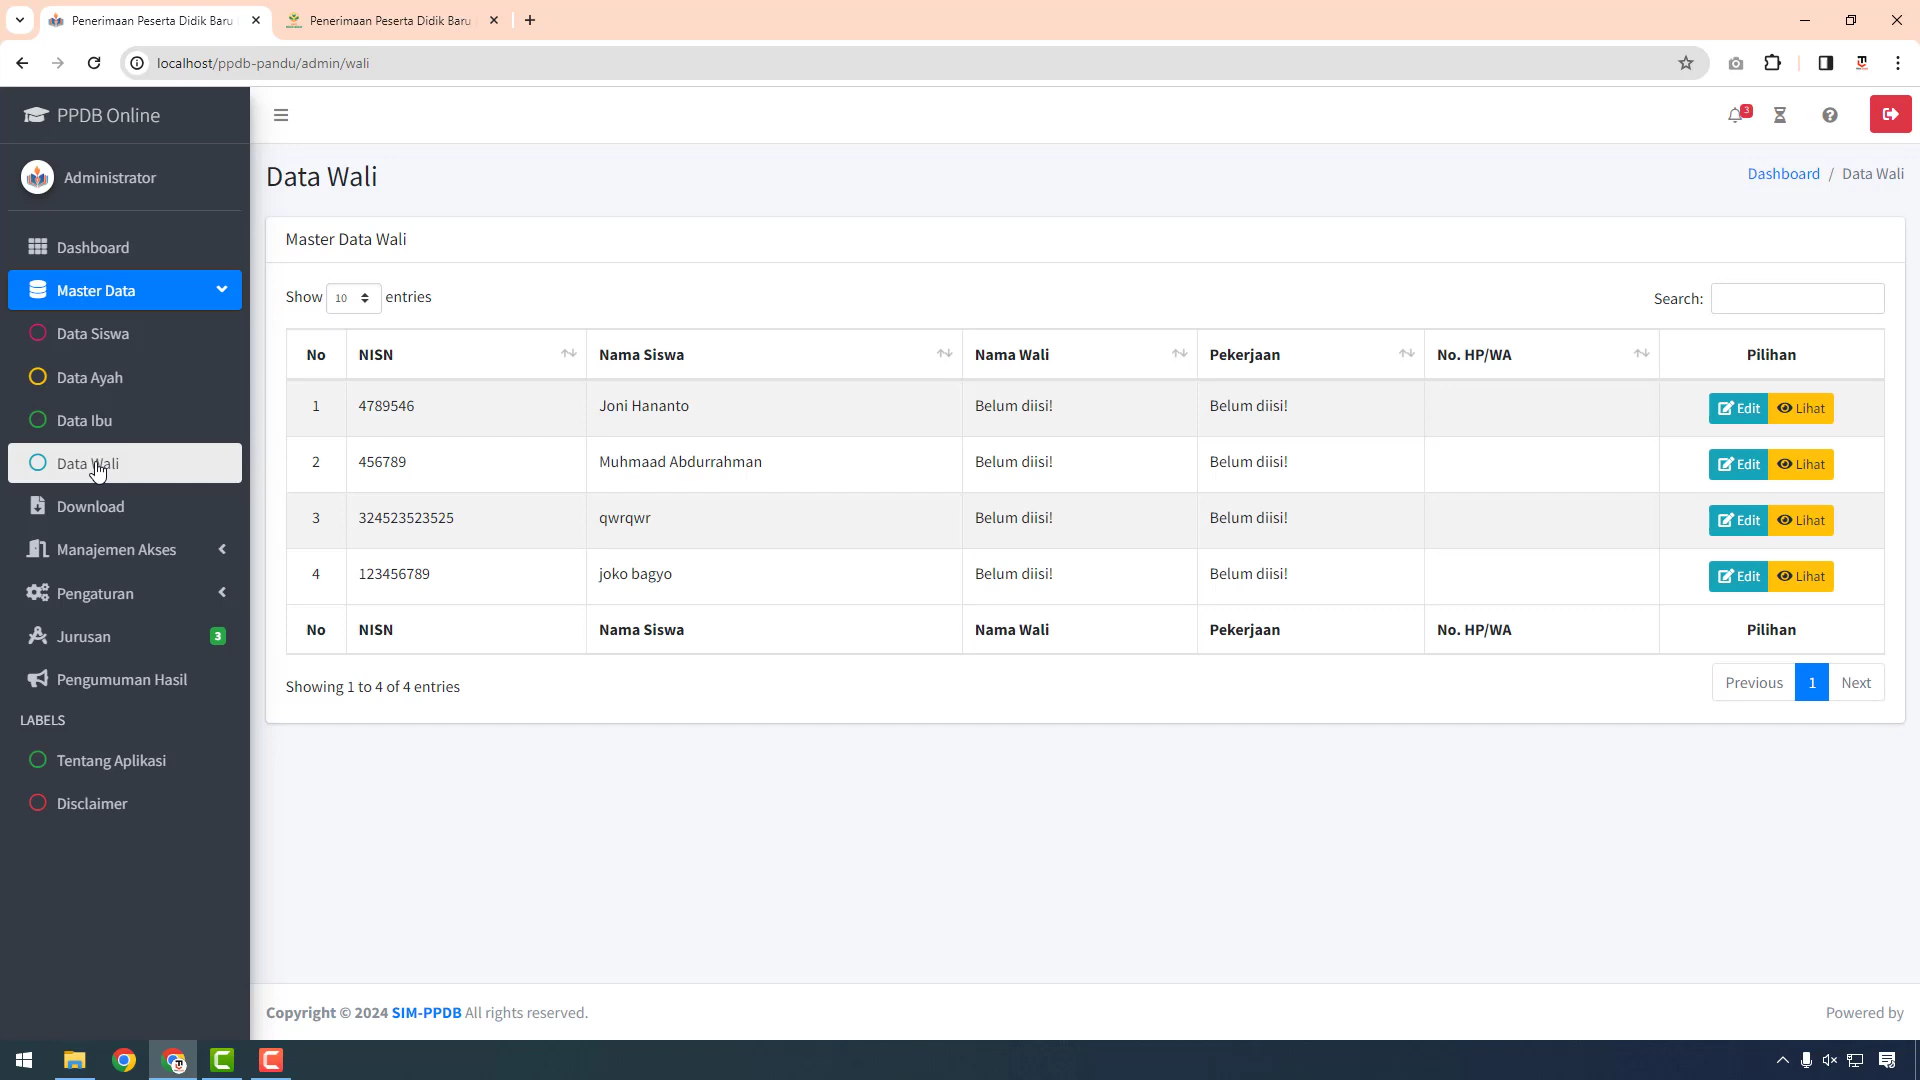 Penerimaan Peserta Didik Baru
Penerimaan Peserta Didik Baru
localhost/ppdb-pandu/admin/wali
PPDB Online
3
Administrator
Data Wali
Dashboard / Data Wali
Dashboard
Master Data
Data Siswa
Data Ayah
Data Ibu
Data Wali
Download
Manajemen Akses
Pengaturan
Jurusan 3
Pengumuman Hasil
LABELS
Tentang Aplikasi
Disclaimer
Master Data Wali
Show 10 entries
Search:
No NISN Nama Siswa Nama Wali Pekerjaan No. HP/WA Pilihan
1 4789546 Joni Hananto Belum diisi! Belum diisi! Edit Lihat
2 456789 Muhmaad Abdurrahman Belum diisi! Belum diisi! Edit Lihat
3 324523523525 qwrqwr Belum diisi! Belum diisi! Edit Lihat
4 123456789 joko bagyo Belum diisi! Belum diisi! Edit Lihat
No NISN Nama Siswa Nama Wali Pekerjaan No. HP/WA Pilihan
Showing 1 to 4 of 4 entries
Previous 1 Next
Copyright © 2024 SIM-PPDB All rights reserved.
Powered by